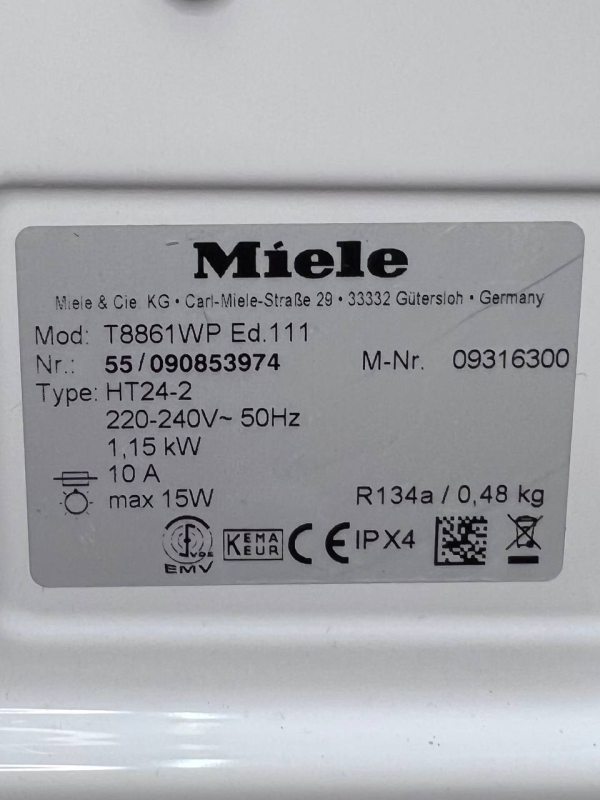 Miele
Miele & Cie. KG • Carl-Miele-Straße 29 • 33332 Gütersloh • Germany
Mod: T8861WP Ed.111
Nr.: 55/090853974 M-Nr. 09316300
Type: HT24-2
220-240V~ 50Hz
1,15 kW
10 A
max 15W R134a / 0,48 kg
VDE
EMV
KEMA
KEUR
CE
IPX4